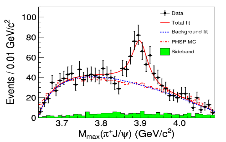 Events / 0.01 GeV/c²
100
80
60
40
20
0
Data
Total fit
Background fit
PHSP MC
Sideband
3.7 3.8 3.9 4.0
M_max(π⁺J/ψ) (GeV/c²)